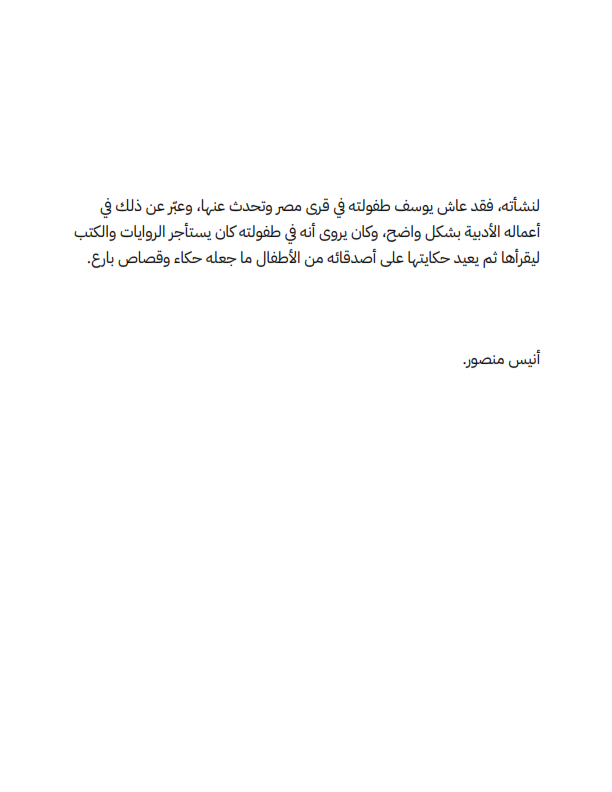 لنشأته، فقد عاش يوسف طفولته في قرى مصر وتحدث عنها، وعبّر عن ذلك في
أعماله الأدبية بشكل واضح، وكان يروى أنه في طفولته كان يستأجر الروايات والكتب
ليقرأها ثم يعيد حكايتها على أصدقائه من الأطفال ما جعله حكاء وقصاص بارع.
أنيس منصور.